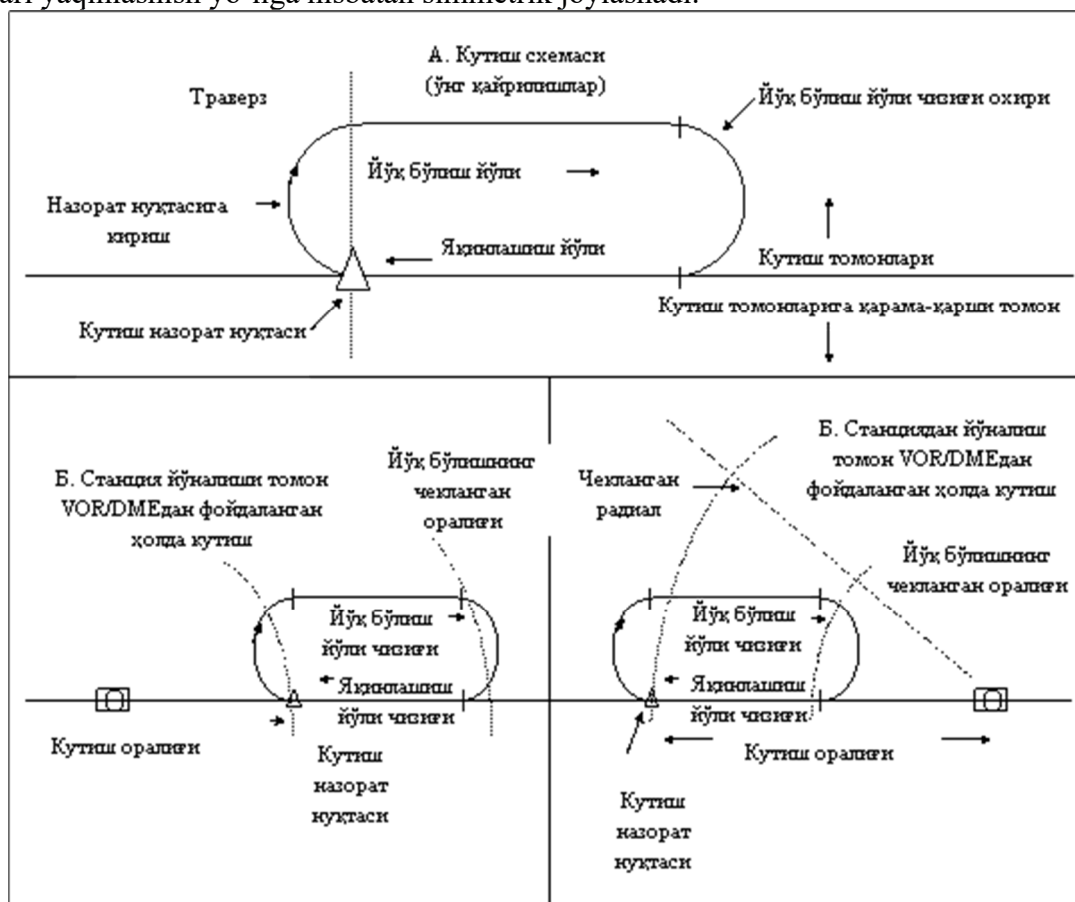 А. Кутиш схемаси
(ўнг қайрилишлар)
Траверз
Йўқ бўлиш йўли чизиғи охири
Йўқ бўлиш йўли
Назорат нуқтасига
кириш
Яқинлашиш йўли
Кутиш томонлари
Кутиш томонларига қарама-қарши томон
Кутиш назорат нуқтаси
Б. Станция йўналиши томон
VOR/DMEдан фойдаланган
ҳолда кутиш
Йўқ бўлишнинг
чекланган
оралиғи
Йўқ бўлиш
йўли чизиғи
Яқинлашиш
йўли чизиғи
Кутиш оралиғи
Кутиш
назорат
нуқтаси
Б. Станциядан йўналиш
томон VOR/DMEдан
фойдаланган ҳолда кутиш
Чекланган
радиал
Йўқ бўлишнинг
чекланган оралиғи
Йўқ бўлиш
йўли чизиғи
Яқинлашиш
йўли чизиғи
Кутиш оралиғи
Кутиш
назорат
нуқтаси